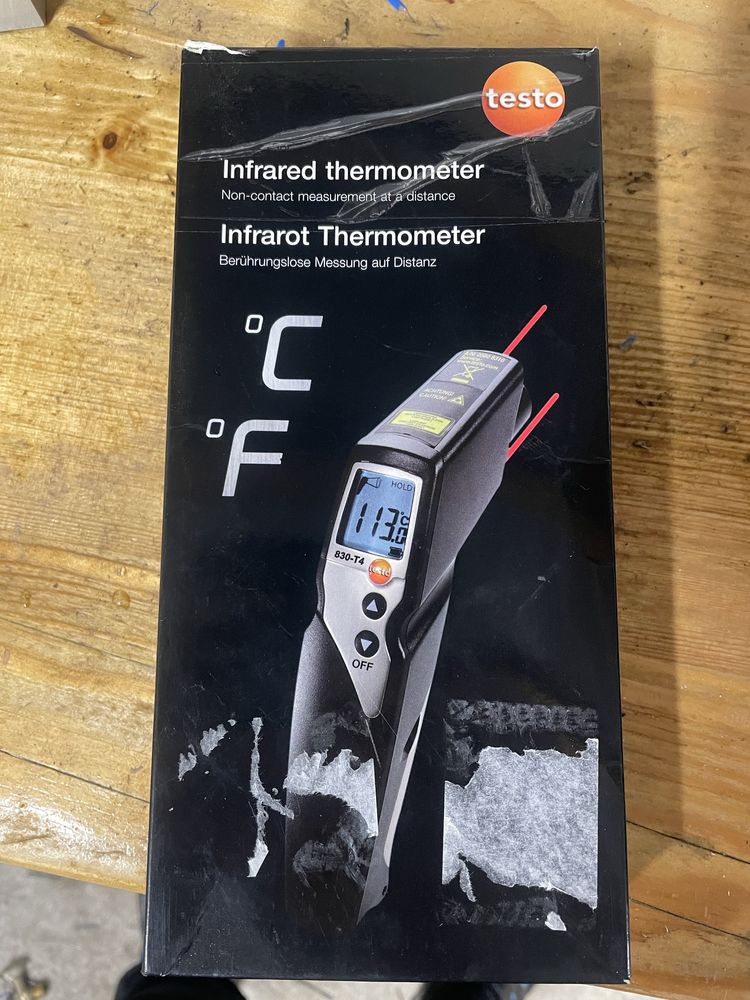 testo
Infrared thermometer
Non-contact measurement at a distance
Infrarot Thermometer
Berührungslose Messung auf Distanz
°C
°F
ACHTUNG!
CAUTION!
HOLD
113.0°C
830-T4
testo
OFF